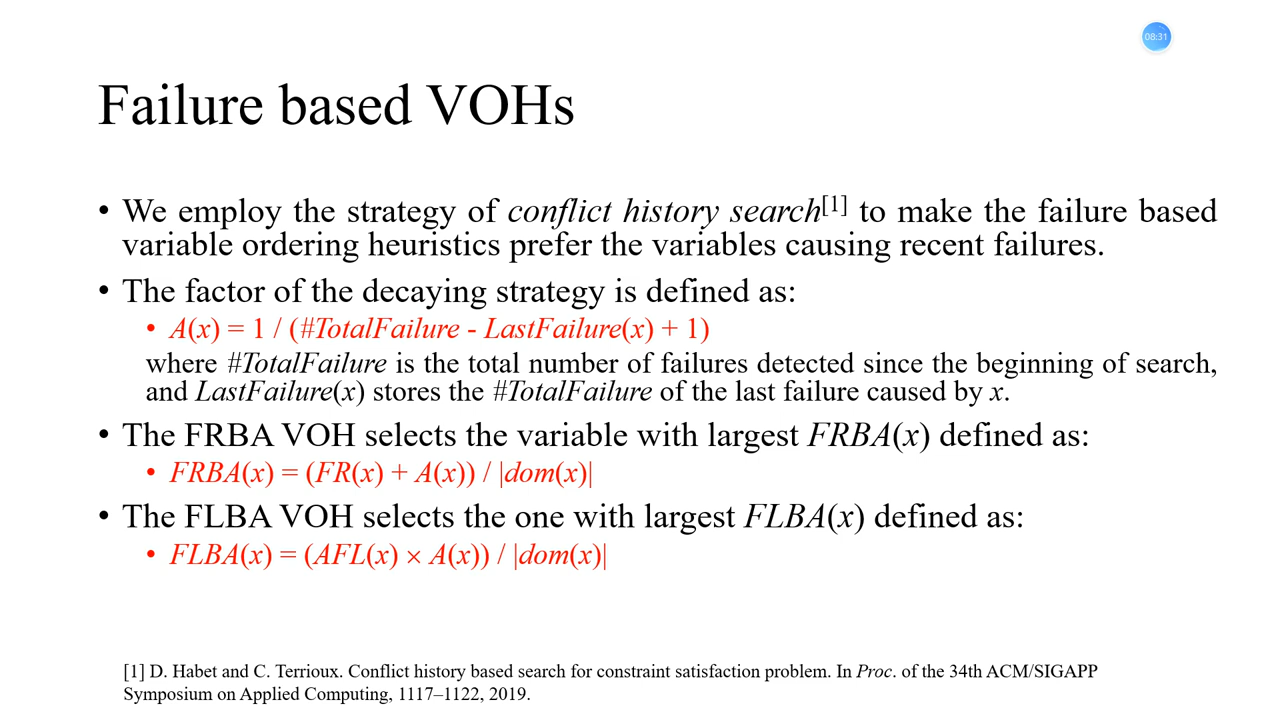 08:31
Failure based VOHs
• We employ the strategy of conflict history search[1] to make the failure based
variable ordering heuristics prefer the variables causing recent failures.
• The factor of the decaying strategy is defined as:
• A(x) = 1 / (#TotalFailure - LastFailure(x) + 1)
where #TotalFailure is the total number of failures detected since the beginning of search,
and LastFailure(x) stores the #TotalFailure of the last failure caused by x.
• The FRBA VOH selects the variable with largest FRBA(x) defined as:
• FRBA(x) = (FR(x) + A(x)) / |dom(x)|
• The FLBA VOH selects the one with largest FLBA(x) defined as:
• FLBA(x) = (AFL(x) × A(x)) / |dom(x)|
[1] D. Habet and C. Terrioux. Conflict history based search for constraint satisfaction problem. In Proc. of the 34th ACM/SIGAPP
Symposium on Applied Computing, 1117–1122, 2019.